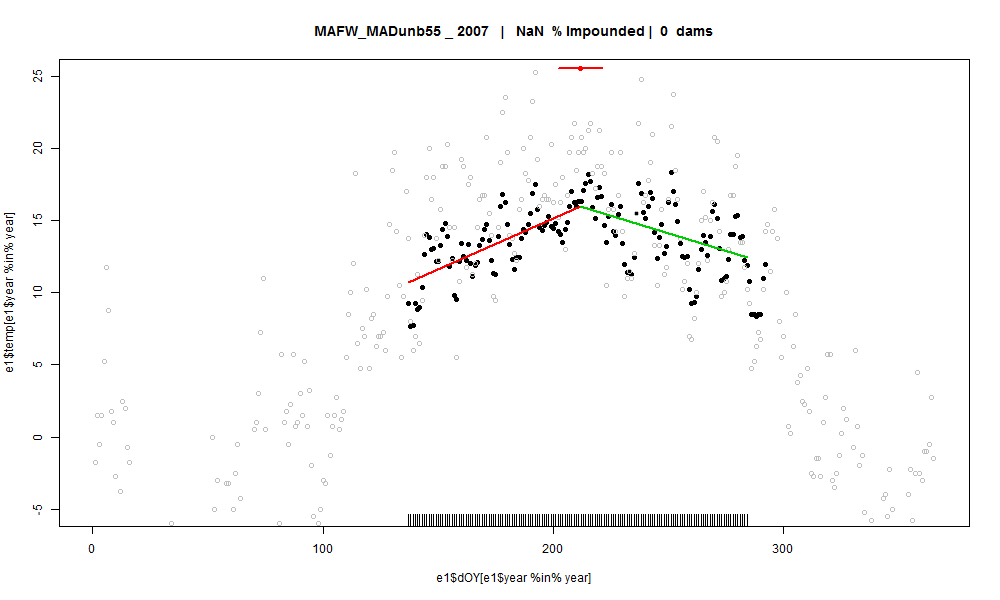 MAFW_MADunb55 _ 2007 | NaN % Impounded | 0 dams
25
20
15
10
5
0
-5
e1$temp[e1$year %in% year]
0 100 200 300
e1$dOY[e1$year %in% year]